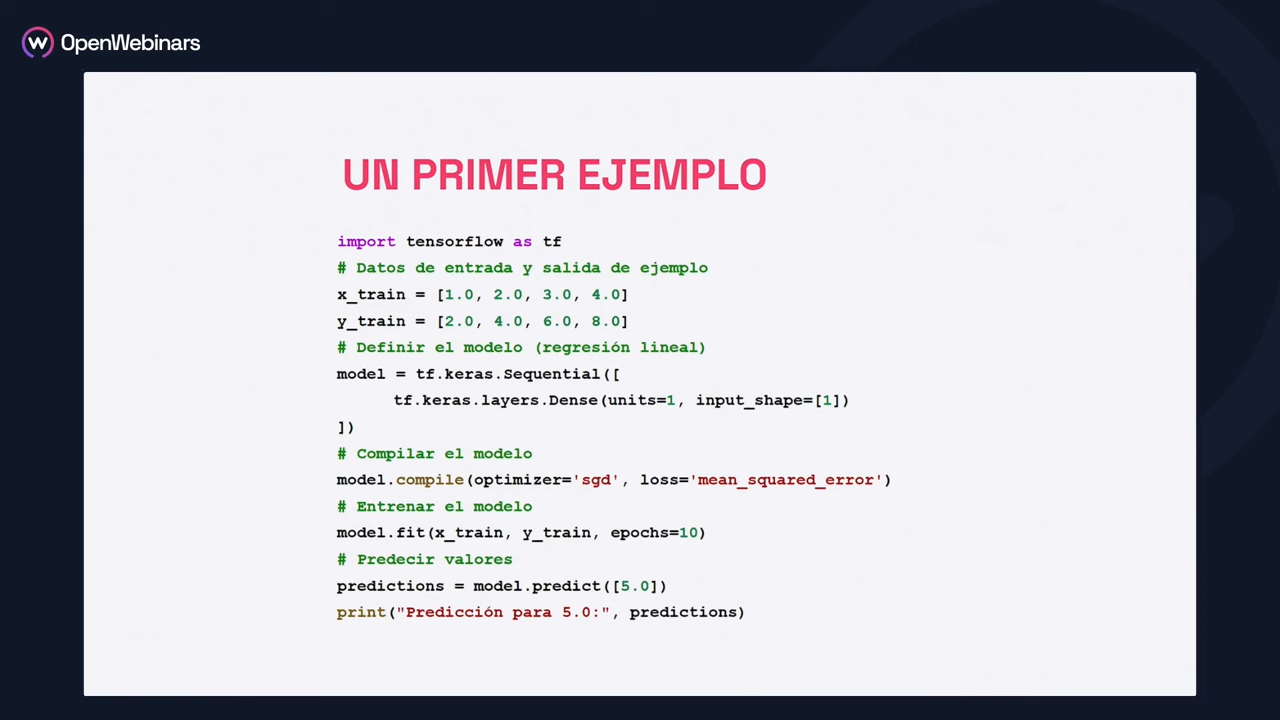 OpenWebinars
UN PRIMER EJEMPLO
import tensorflow as tf
# Datos de entrada y salida de ejemplo
x_train = [1.0, 2.0, 3.0, 4.0]
y_train = [2.0, 4.0, 6.0, 8.0]
# Definir el modelo (regresión lineal)
model = tf.keras.Sequential([
      tf.keras.layers.Dense(units=1, input_shape=[1])
])
# Compilar el modelo
model.compile(optimizer='sgd', loss='mean_squared_error')
# Entrenar el modelo
model.fit(x_train, y_train, epochs=10)
# Predecir valores
predictions = model.predict([5.0])
print("Predicción para 5.0:", predictions)